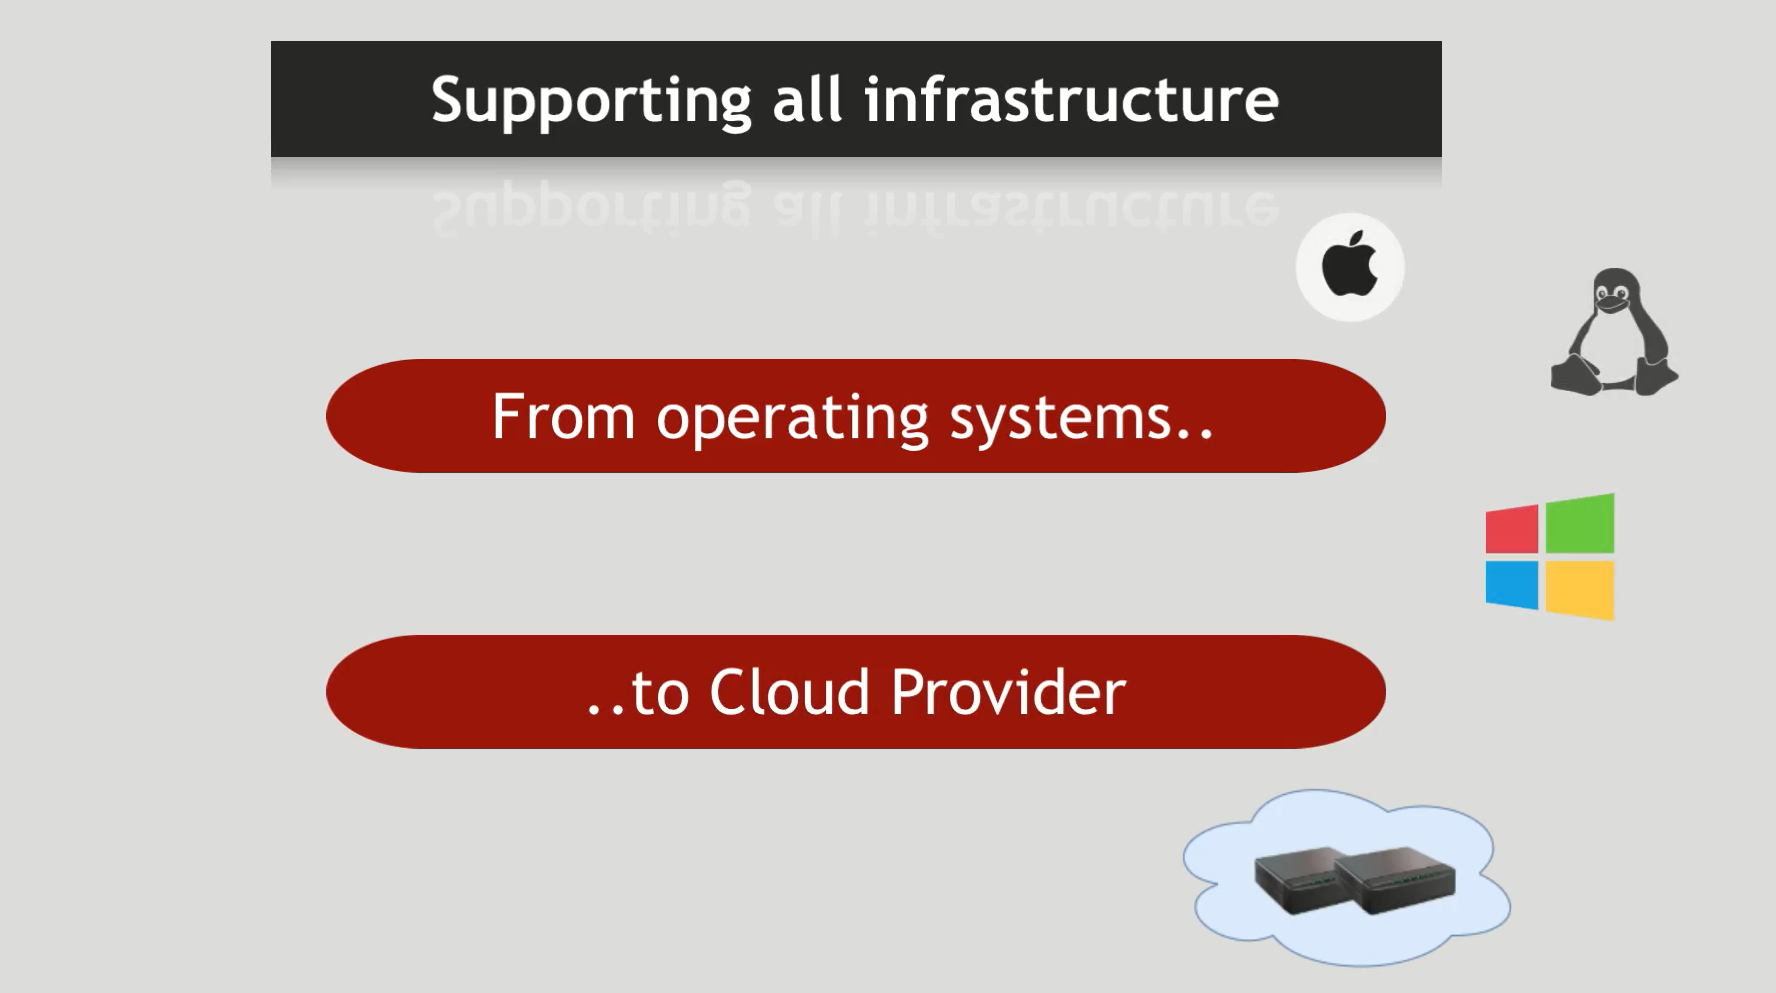 Supporting all infrastructure
From operating systems..
..to Cloud Provider